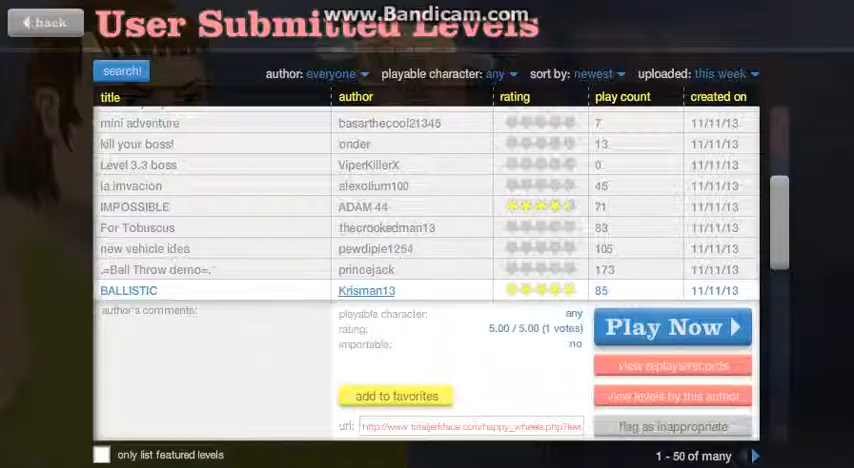 www.Bandicam.com
back
User Submitted Levels
search!
author: everyone playable character: any sort by: newest uploaded: this week
title author rating play count created on
mini adventure basarthecool21345 7 11/11/13
kill your boss! onder 13 11/11/13
Level 3.3 boss ViperKillerX 0 11/11/13
ia imvacion alexolium100 45 11/11/13
IMPOSSIBLE ADAM 44 71 11/11/13
For Tobuscus thecrookedman13 83 11/11/13
new vehicle idea pewdipie1254 105 11/11/13
.=Ball Throw demo=. princejack 173 11/11/13
BALLISTIC Krisman13 85 11/11/13
author's comments:
playable character: any
rating: 5.00 / 5.00 (1 votes)
importable: no
Play Now
view replays/records
add to favorites
view levels by this author
url: http://www.totaljerkface.com/happy_wheels.php?leve
flag as inappropriate
only list featured levels
1 - 50 of many